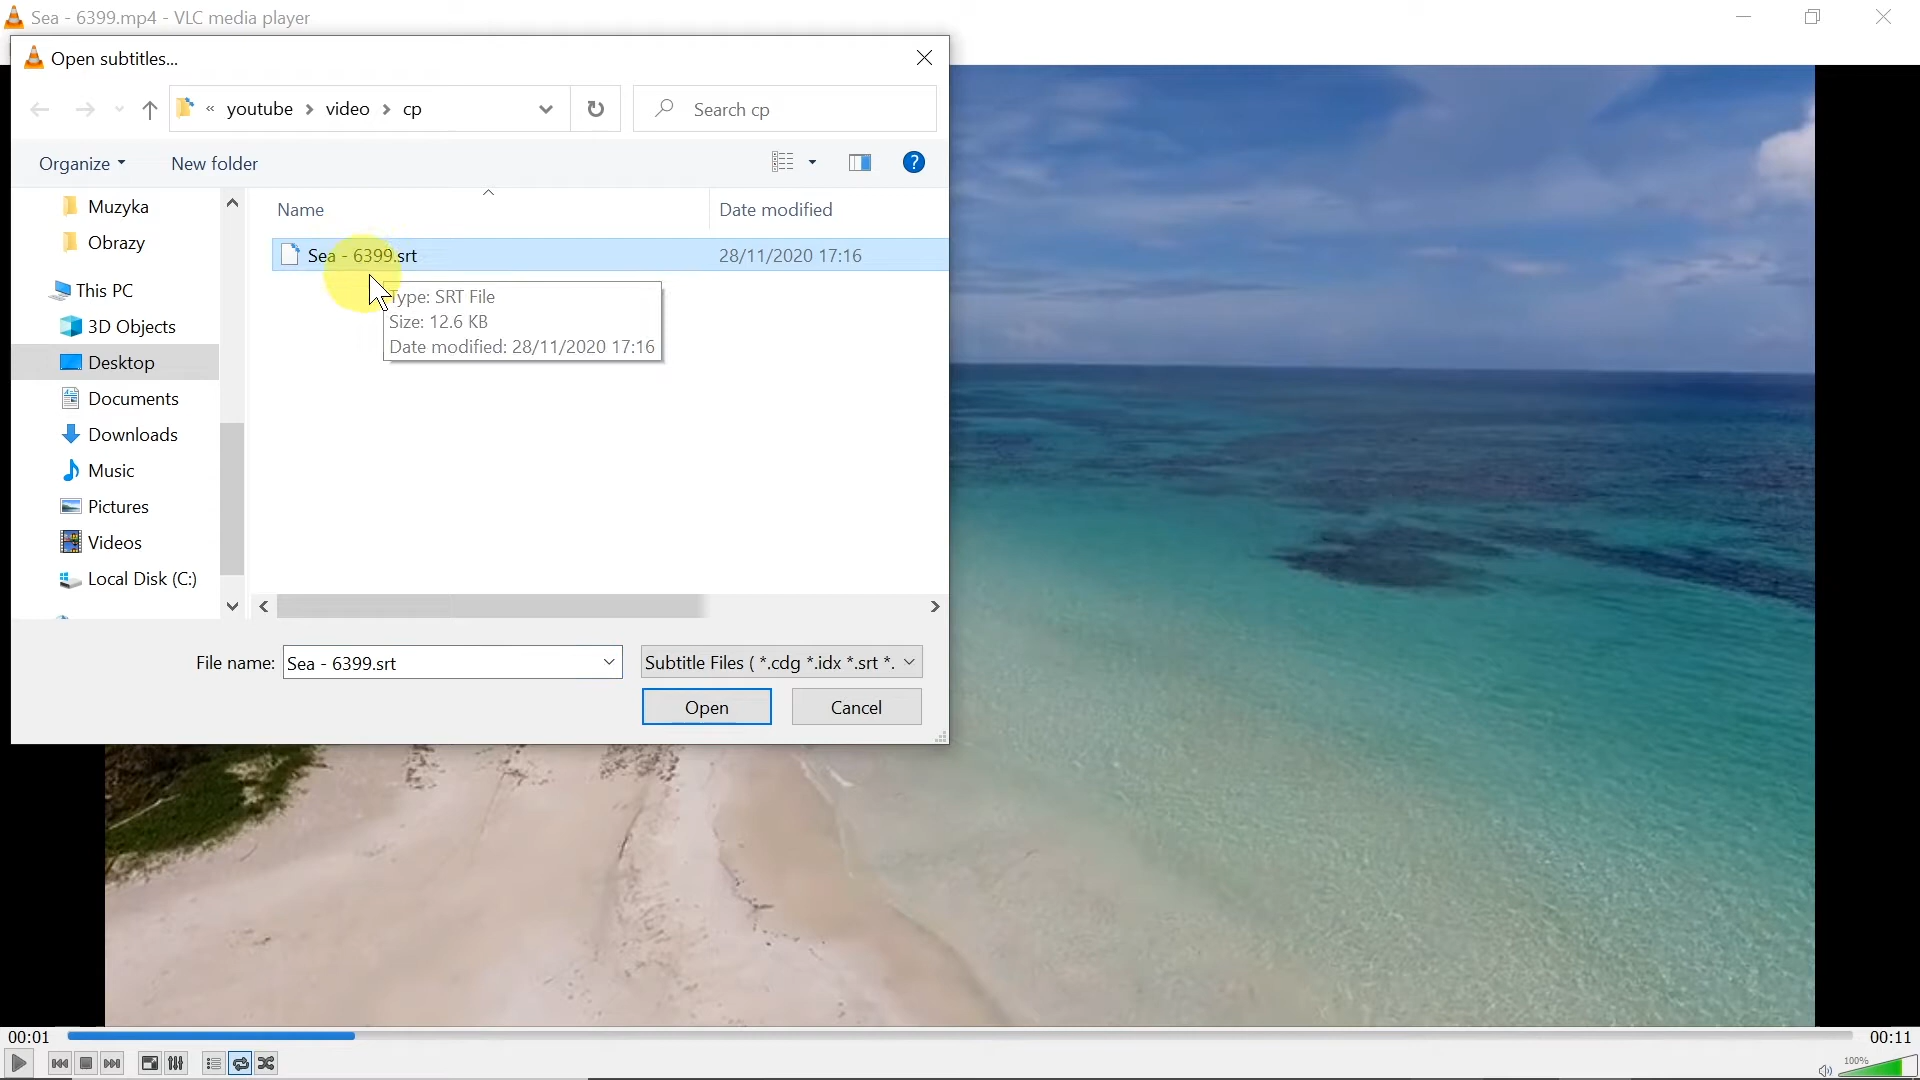 Sea - 6399.mp4 - VLC media player
Open subtitles...
« youtube > video > cp
Search cp
Organize
New folder
?
Muzyka
Obrazy
This PC
3D Objects
Desktop
Documents
Downloads
Music
Pictures
Videos
Local Disk (C:)
Name
Date modified
Sea - 6399.srt
28/11/2020 17:16
Type: SRT File
Size: 12.6 KB
Date modified: 28/11/2020 17:16
File name:
Sea - 6399.srt
Subtitle Files ( *.cdg *.idx *.srt *.
Open
Cancel
00:01
00:11
100%